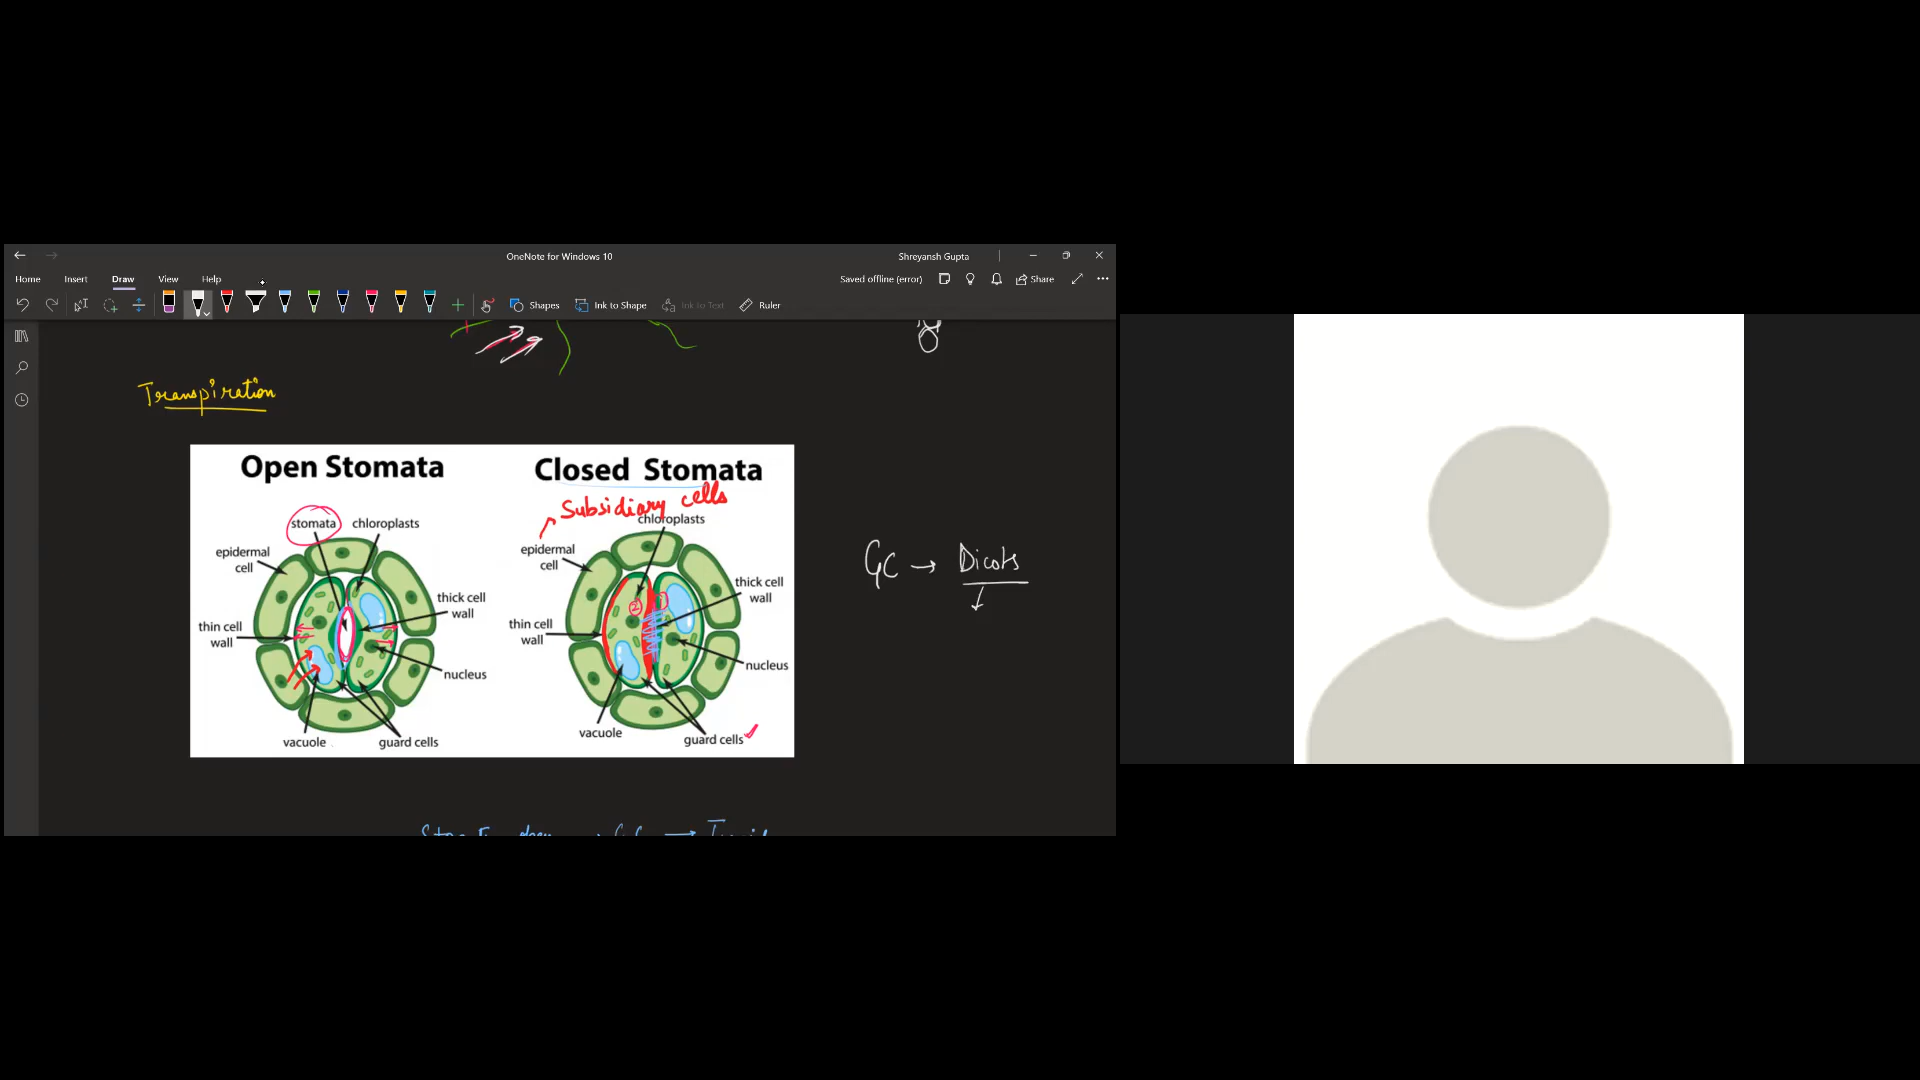 OneNote for Windows 10
Shreyansh Gupta
Home Insert Draw View Help
Saved offline (error) Share
Shapes Ink to Shape Ink to Text Ruler
Transpiration
Open Stomata
Closed Stomata
Subsidiary cells
stomata chloroplasts
chloroplasts
epidermal cell
epidermal cell
thick cell wall
thick cell wall
thin cell wall
thin cell wall
nucleus
nucleus
vacuole
guard cells
vacuole
guard cells
2
GC → Dicots